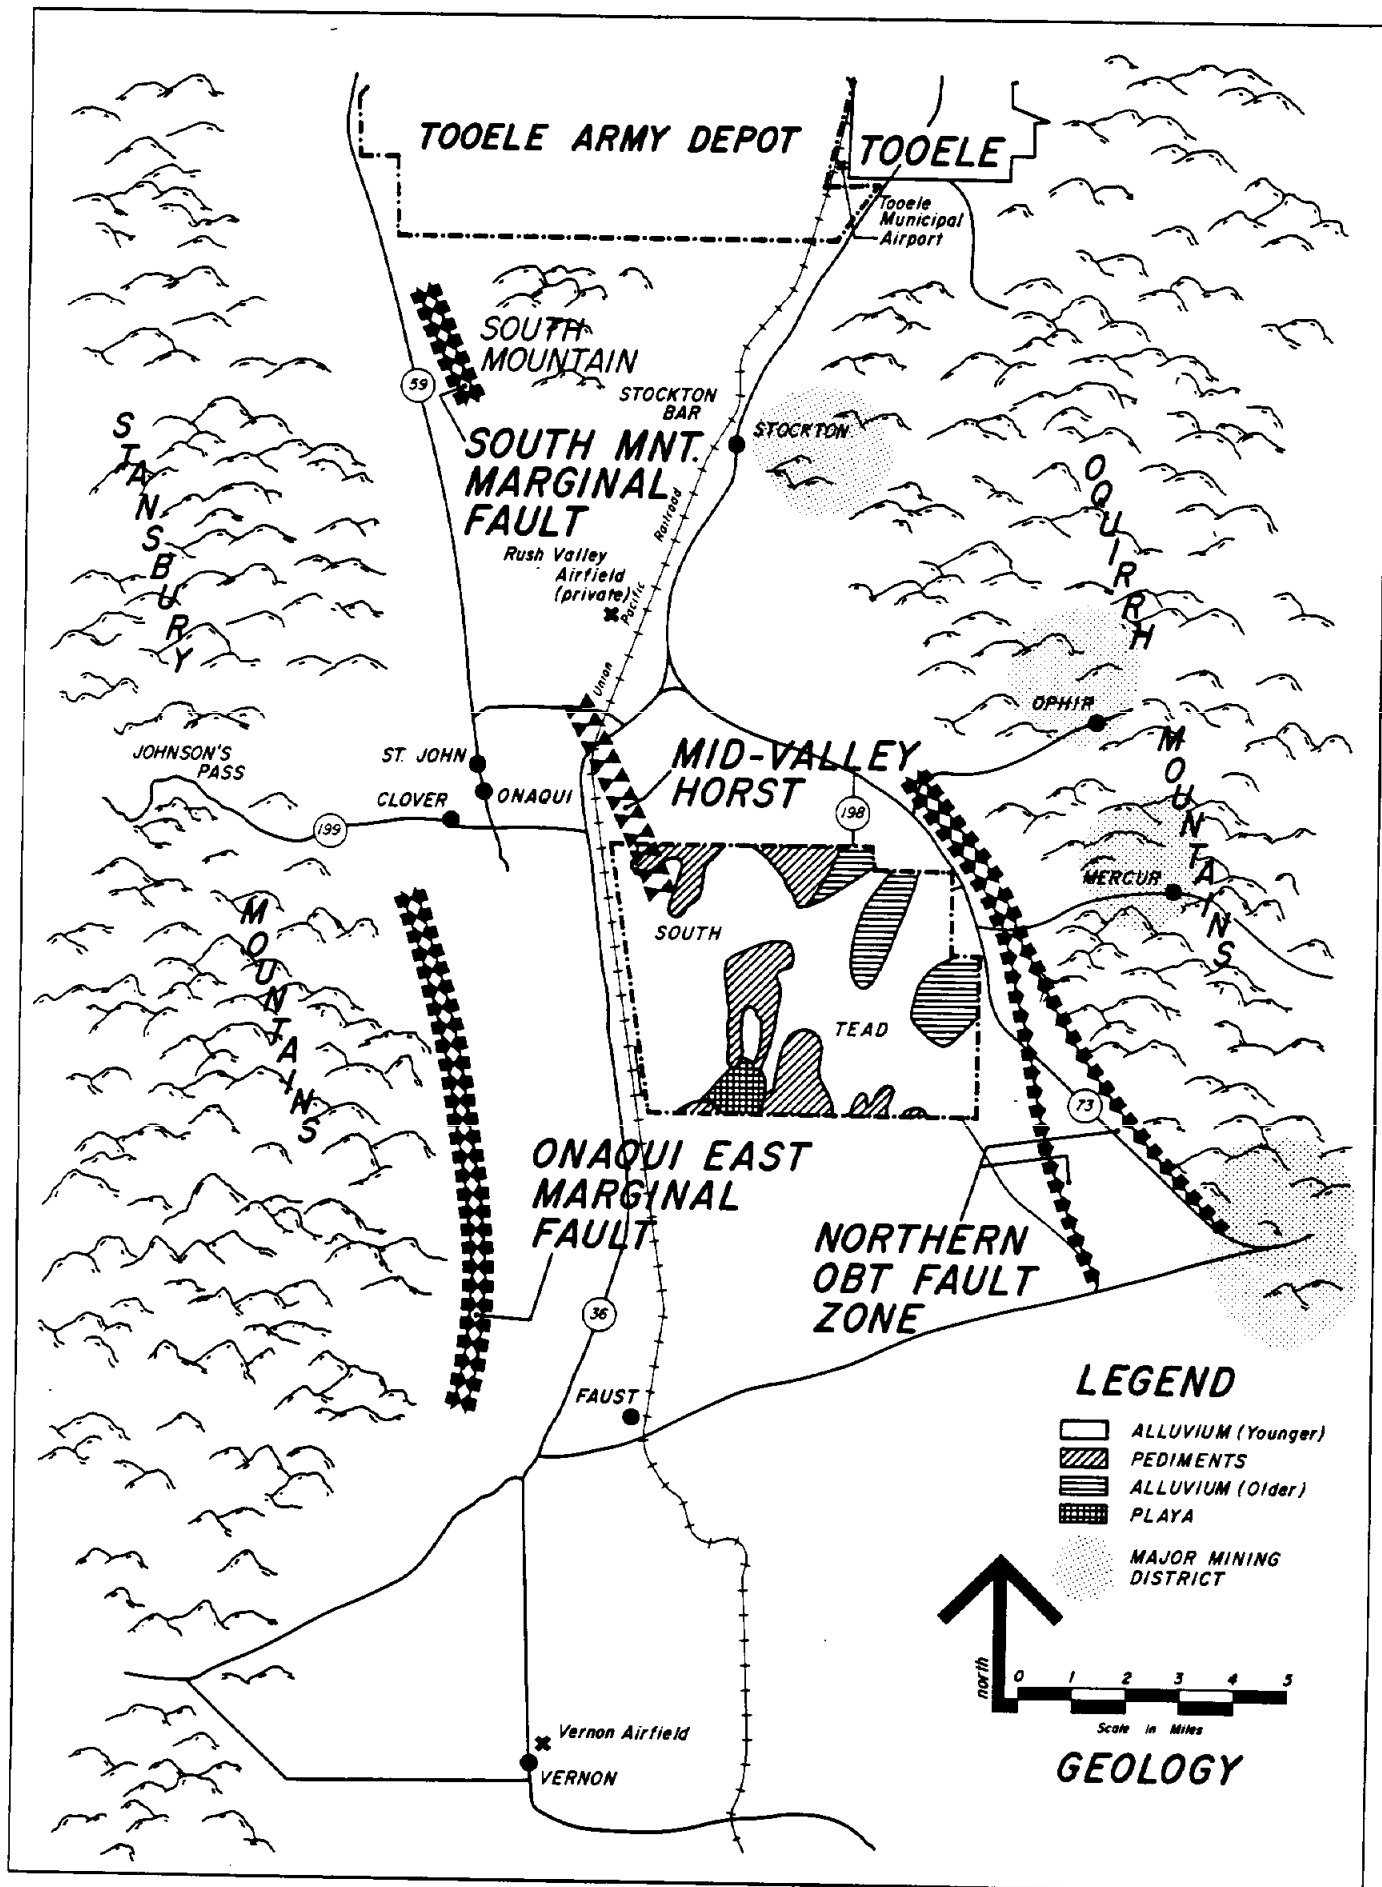 TOOELE ARMY DEPOT
TOOELE
Tooele
Municipal
Airport
SOUTH
MOUNTAIN
59
STOCKTON
BAR
STOCKTON
SOUTH MNT.
MARGINAL
FAULT
STANSBURY
OQUIRRH
Rush Valley
Airfield
(private)
Union Pacific Railroad
OPHIR
JOHNSON'S
PASS
ST. JOHN
ONAQUI
CLOVER
199
MID-VALLEY
HORST
198
MOUNTAINS
MERCUR
MOUNTAINS
SOUTH
TEAD
73
ONAQUI EAST
MARGINAL
FAULT
NORTHERN
OBT FAULT
ZONE
36
FAUST
LEGEND
ALLUVIUM (Younger)
PEDIMENTS
ALLUVIUM (Older)
PLAYA
MAJOR MINING
DISTRICT
north
0 1 2 3 4 5
Scale in Miles
Vernon Airfield
VERNON
GEOLOGY